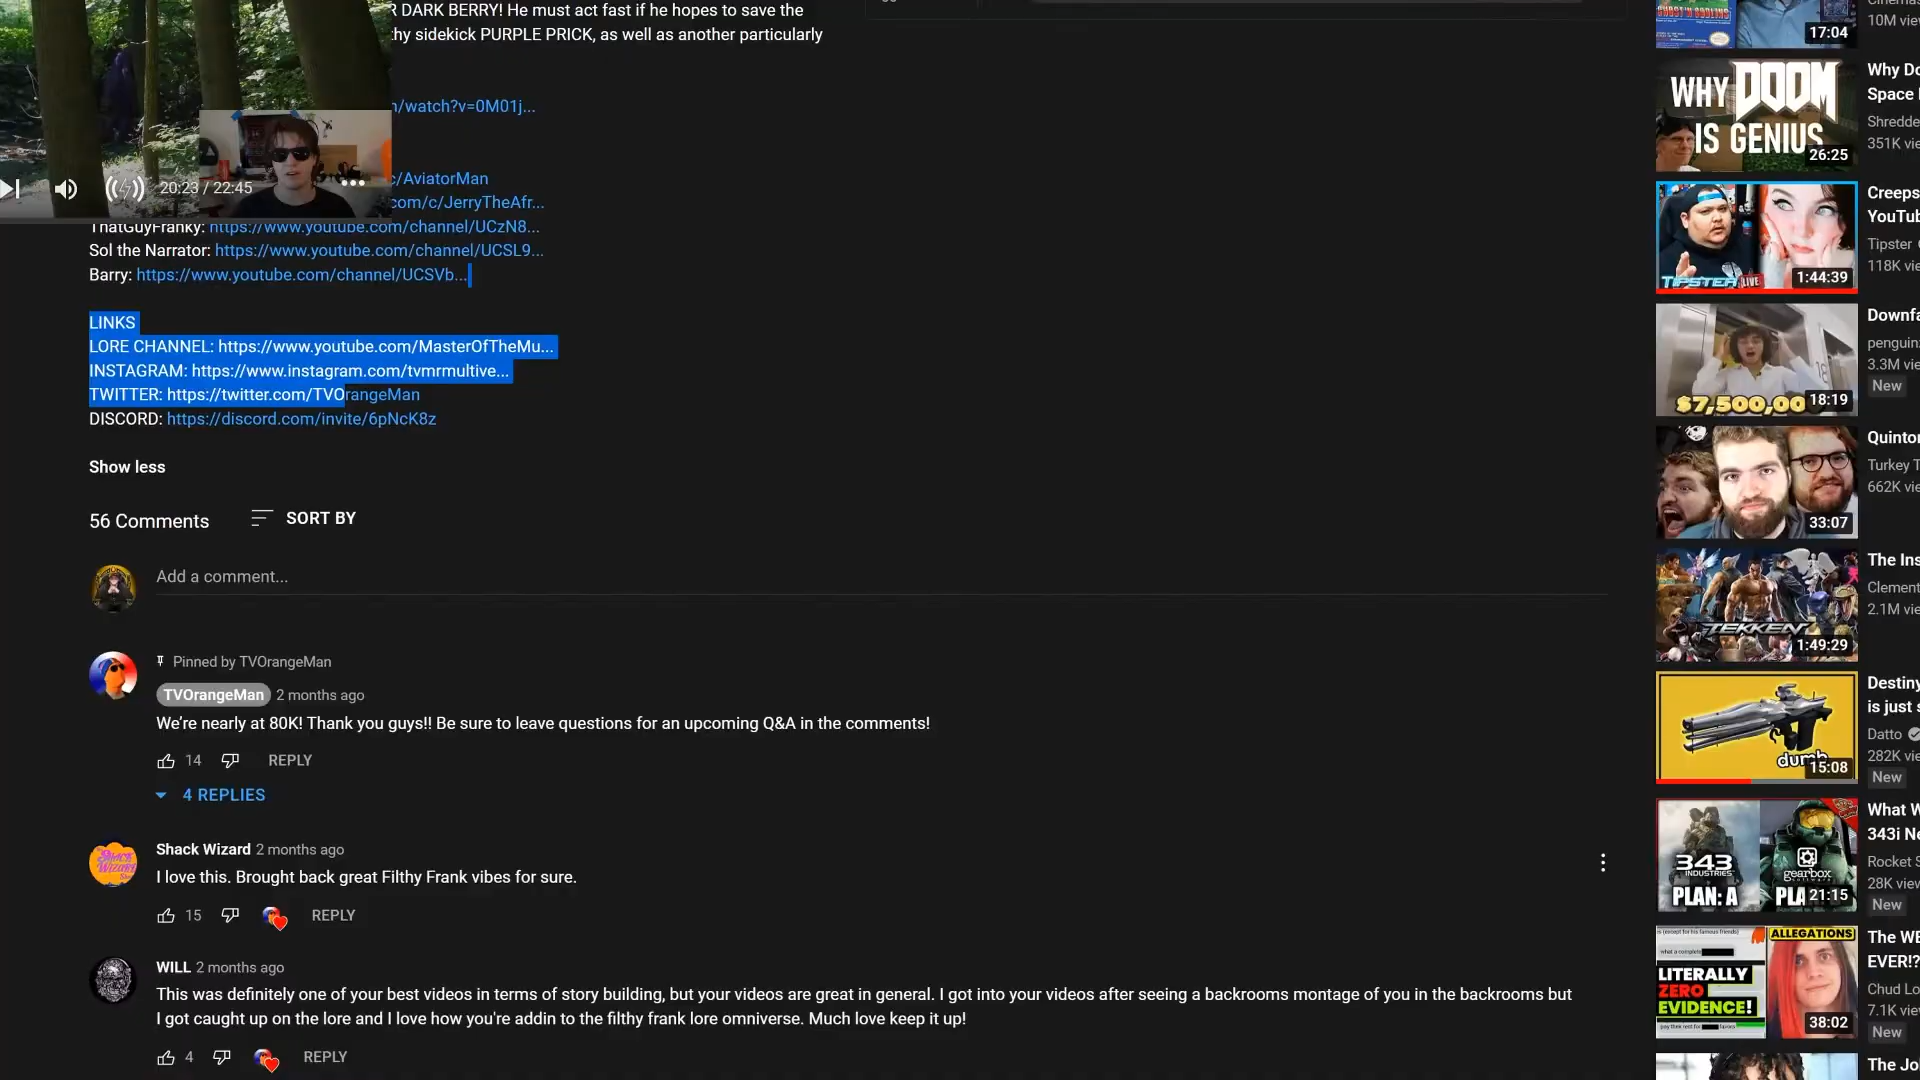 R DARK BERRY! He must act fast if he hopes to save the
hy sidekick PURPLE PRICK, as well as another particularly
/watch?v=0M01j...
c/AviatorMan
com/c/JerryTheAfr...
20:23 / 22:45
ThatGuyFranky: https://www.youtube.com/channel/UCzN8...
Sol the Narrator: https://www.youtube.com/channel/UCSL9...
Barry: https://www.youtube.com/channel/UCSVb...
LINKS
LORE CHANNEL: https://www.youtube.com/MasterOfTheMu...
INSTAGRAM: https://www.instagram.com/tvmrmultive...
TWITTER: https://twitter.com/TVOrangeMan
DISCORD: https://discord.com/invite/6pNcK8z
Show less
56 Comments
SORT BY
Add a comment...
Pinned by TVOrangeMan
TVOrangeMan 2 months ago
We're nearly at 80K! Thank you guys!! Be sure to leave questions for an upcoming Q&A in the comments!
14
REPLY
4 REPLIES
Shack Wizard 2 months ago
I love this. Brought back great Filthy Frank vibes for sure.
15
REPLY
WILL 2 months ago
This was definitely one of your best videos in terms of story building, but your videos are great in general. I got into your videos after seeing a backrooms montage of you in the backrooms but
I got caught up on the lore and I love how you're addin to the filthy frank lore omniverse. Much love keep it up!
4
REPLY
17:04
10M vie
WHY DOOM
IS GENIUS
26:25
Why Do
Space
Shredde
351K vie
TIPSTER LIVE
1:44:39
Creeps
YouTub
Tipster
118K vie
$7,500,00
18:19
Downfa
penguinz
3.3M vie
New
33:07
Quinton
Turkey T
662K vie
TEKKEN
1:49:29
The Ins
Clement
2.1M vie
dumb
15:08
Destiny
is just s
Datto
282K vie
New
343
INDUSTRIES
PLAN: A
gearbox
PLA
21:15
What W
343i Ne
Rocket S
28K view
New
ALLEGATIONS
what a complete
LITERALLY
ZERO
EVIDENCE!
38:02
The WE
EVER!?
Chud Lo
7.1K vie
New
The Jo